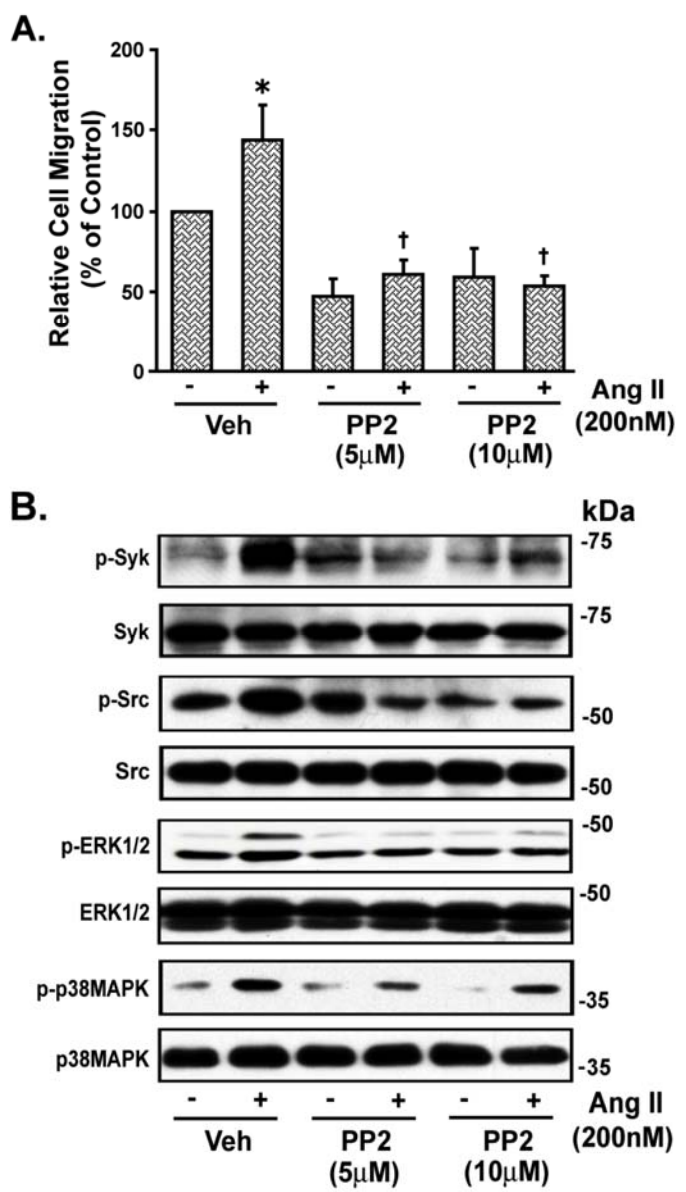 A.
Relative Cell Migration
(% of Control)
200
150
100
50
0
*
†
†
- + - + - + Ang II
Veh PP2 PP2 (200nM)
(5μM) (10μM)
B.
kDa
p-Syk -75
Syk -75
p-Src -50
Src -50
p-ERK1/2 -50
ERK1/2 -50
p-p38MAPK -35
p38MAPK -35
- + - + - + Ang II
Veh PP2 PP2 (200nM)
(5μM) (10μM)